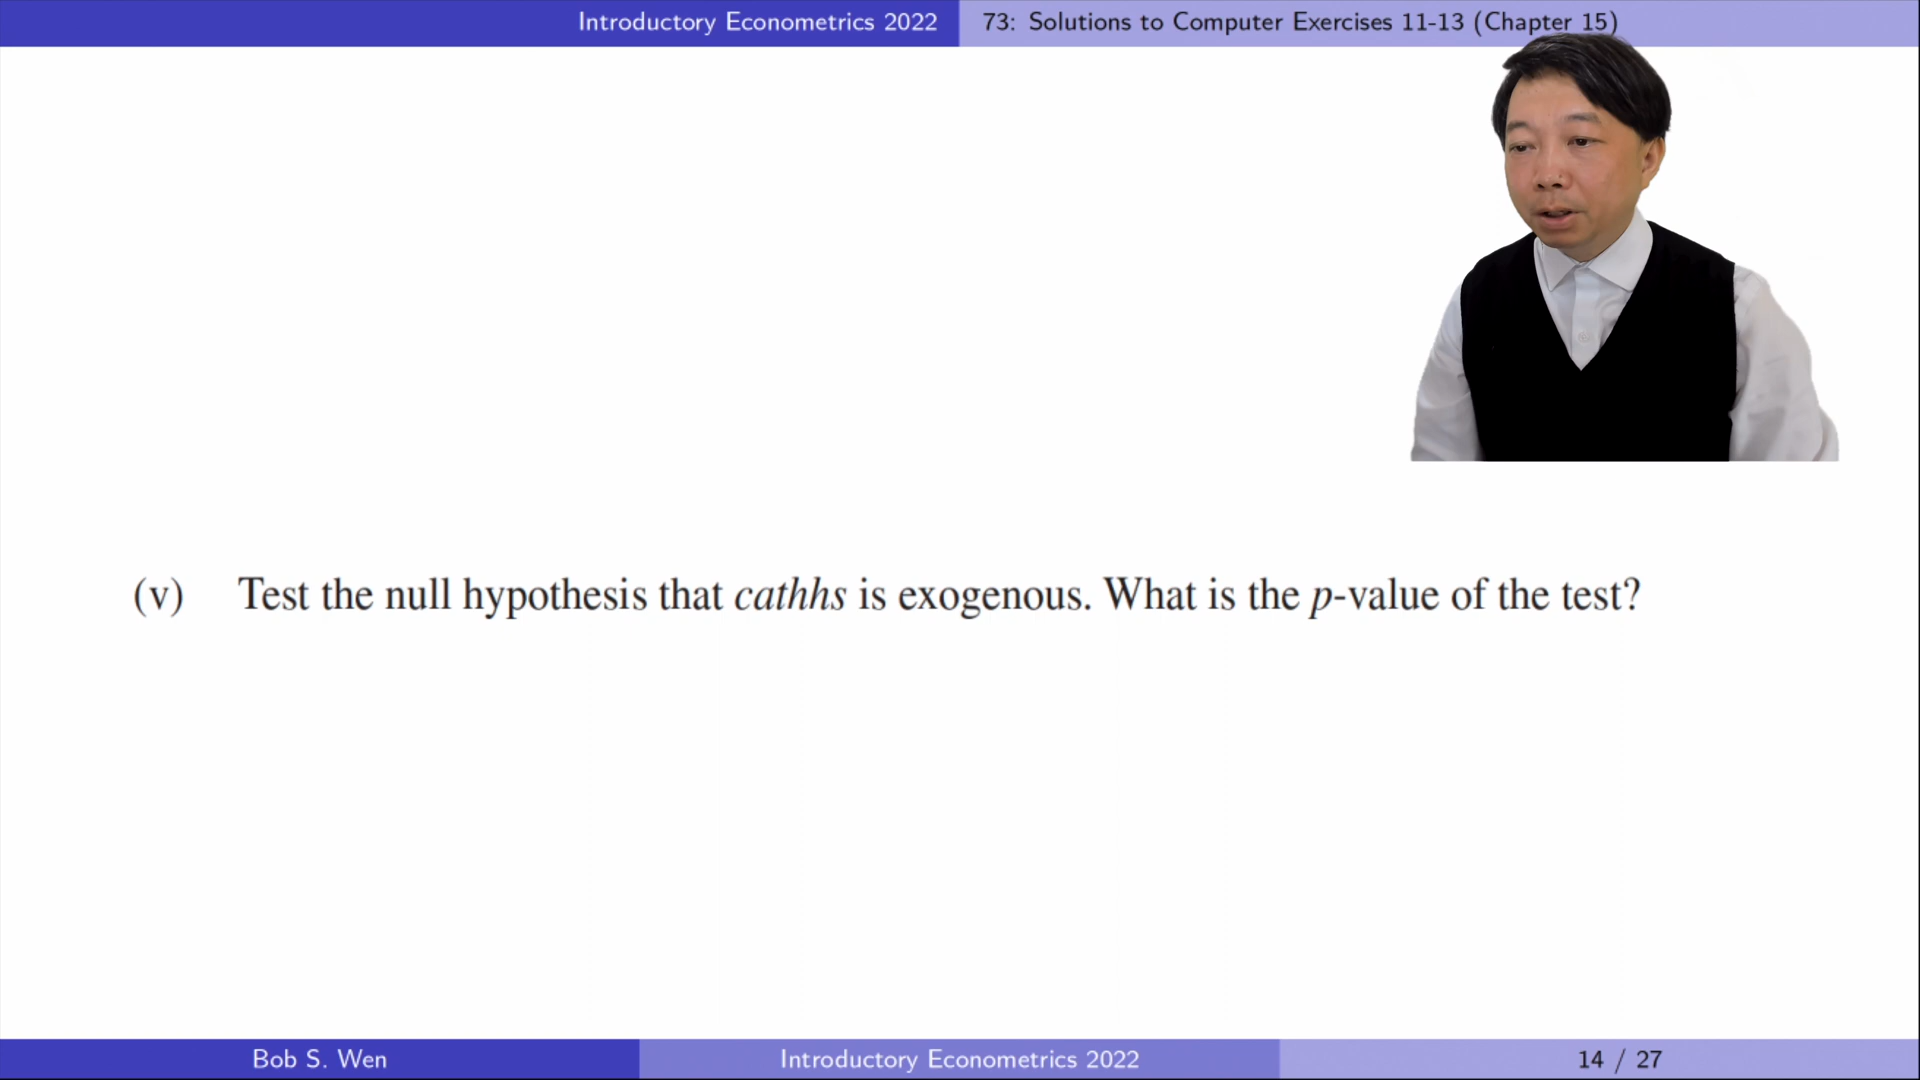 Introductory Econometrics 2022
73: Solutions to Computer Exercises 11-13 (Chapter 15)
(v) Test the null hypothesis that cathhs is exogenous. What is the p-value of the test?
Bob S. Wen
Introductory Econometrics 2022
14 / 27